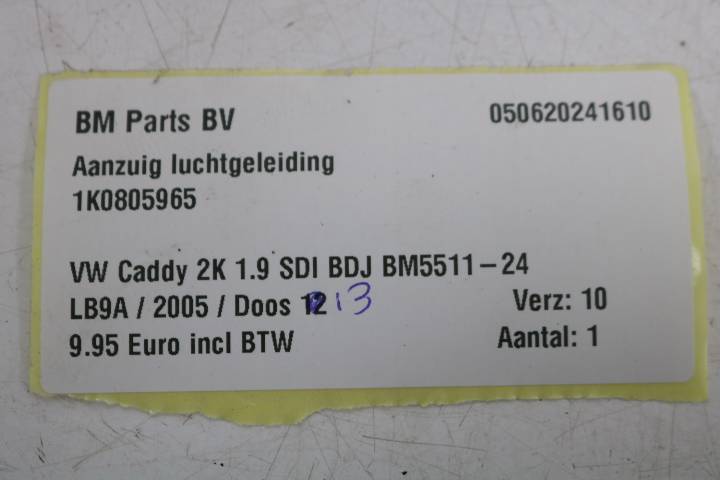 BM Parts BV 050620241610
Aanzuig luchtgeleiding
1K0805965
VW Caddy 2K 1.9 SDI BDJ BM5511-24
LB9A / 2005 / Doos 12 13 Verz: 10
9.95 Euro incl BTW Aantal: 1